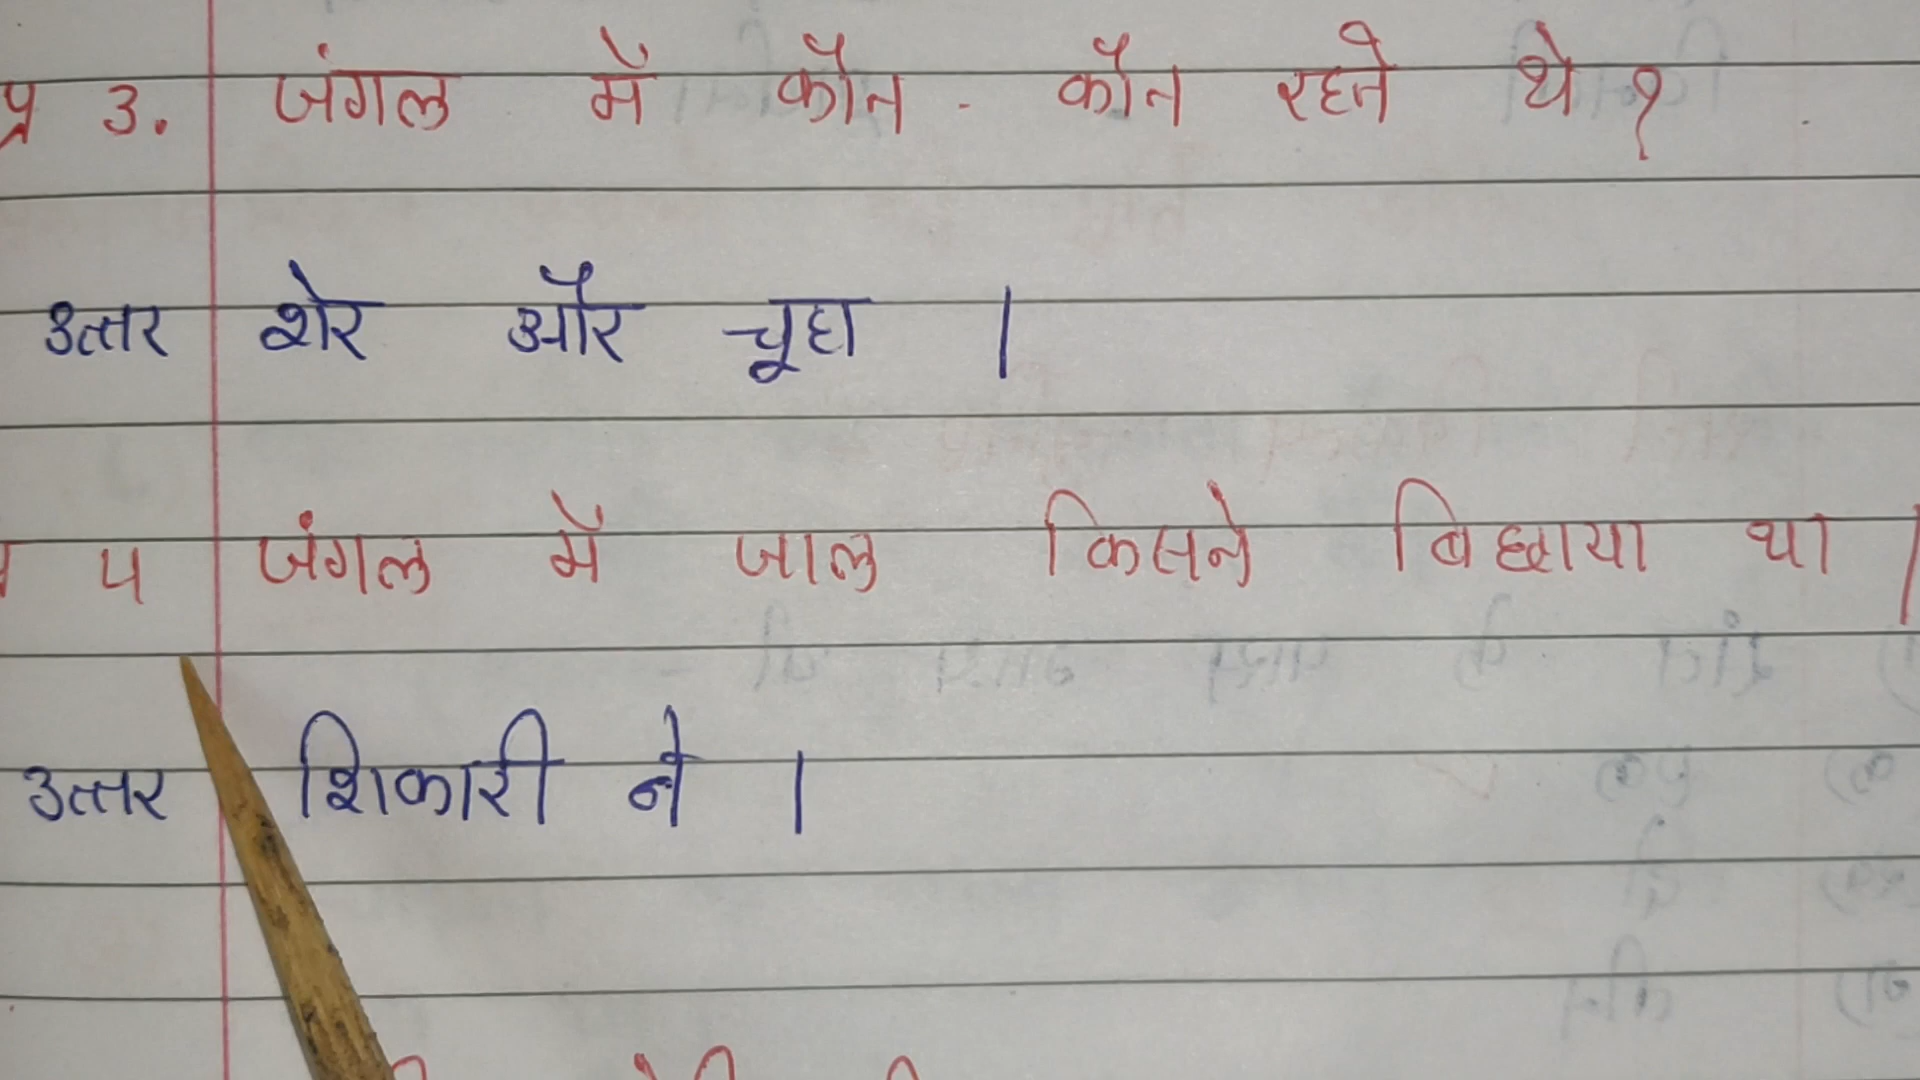 प्र 3. जंगल में कौन - कौन रहते थे ?
उत्तर शेर और चूहा ।
4 जंगल में जाल किसने बिछाया था ।
उत्तर शिकारी ने ।